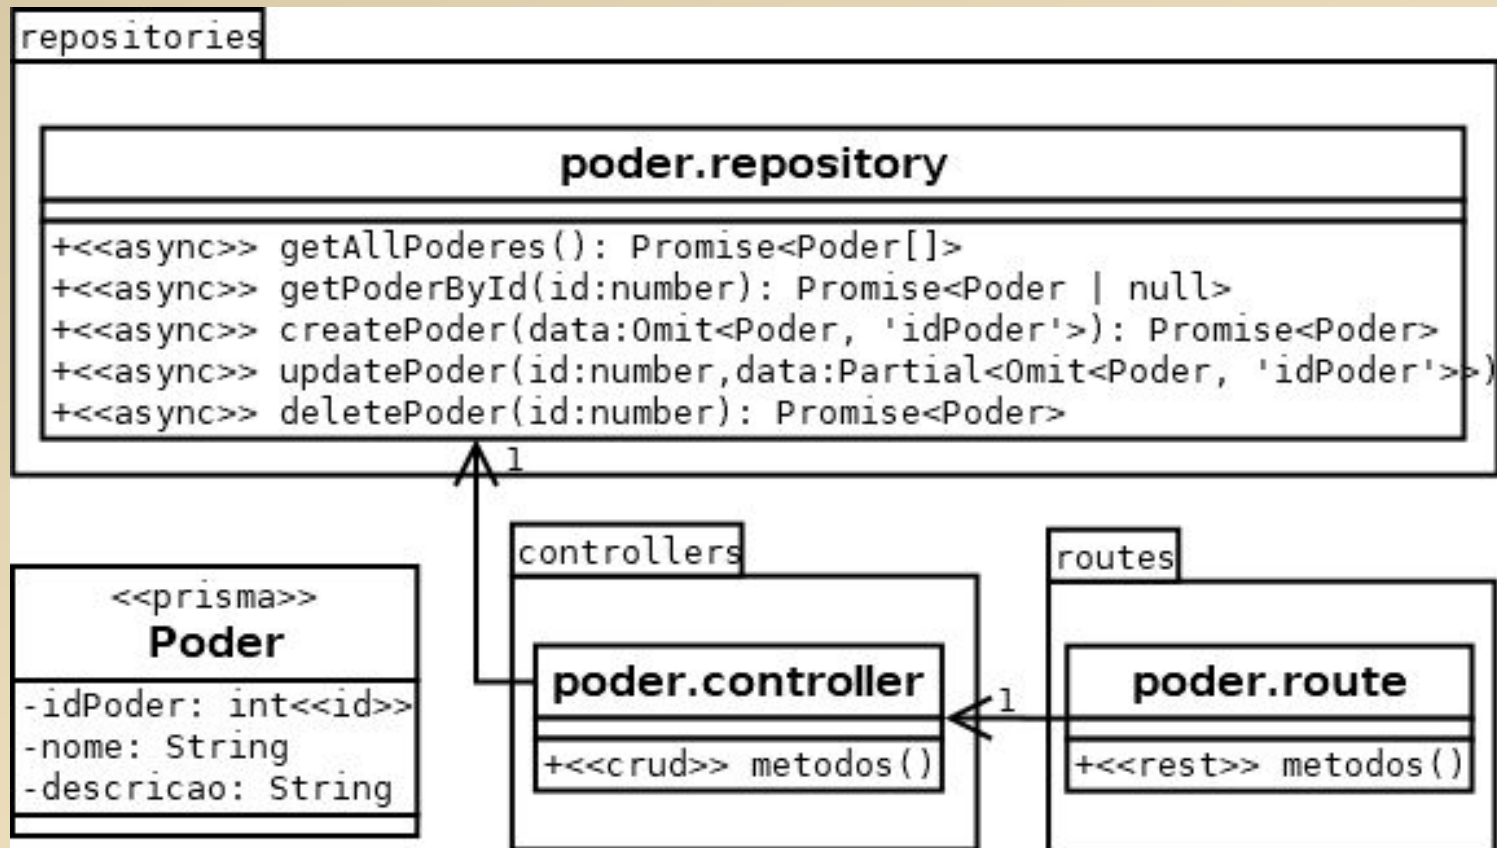 repositories
poder.repository
+<<async>> getAllPoderes(): Promise<Poder[]>
+<<async>> getPoderById(id:number): Promise<Poder | null>
+<<async>> createPoder(data:Omit<Poder, 'idPoder'>): Promise<Poder>
+<<async>> updatePoder(id:number,data:Partial<Omit<Poder, 'idPoder'>>)
+<<async>> deletePoder(id:number): Promise<Poder>
1
<<prisma>>
Poder
-idPoder: int<<id>>
-nome: String
-descricao: String
controllers
poder.controller
+<<crud>> metodos()
1
routes
poder.route
+<<rest>> metodos()